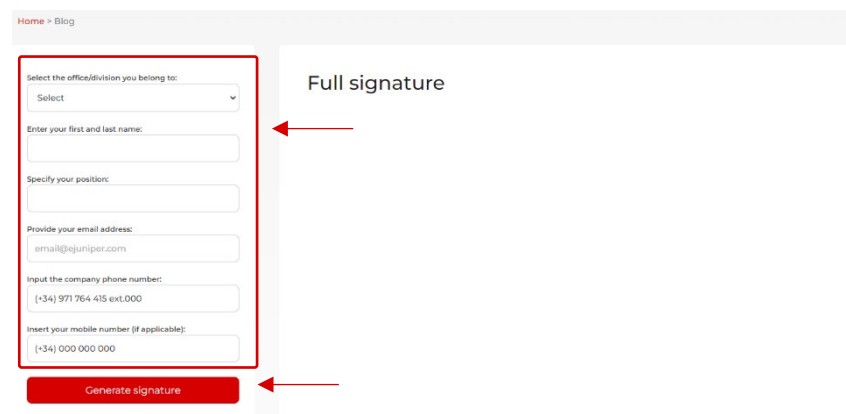 Home > Blog
Select the office/division you belong to:
Select
Enter your first and last name:
Specify your position:
Provide your email address:
email@ejuniper.com
Input the company phone number:
(+34) 971 764 415 ext.000
Insert your mobile number (if applicable):
(+34) 000 000 000
Generate signature
Full signature